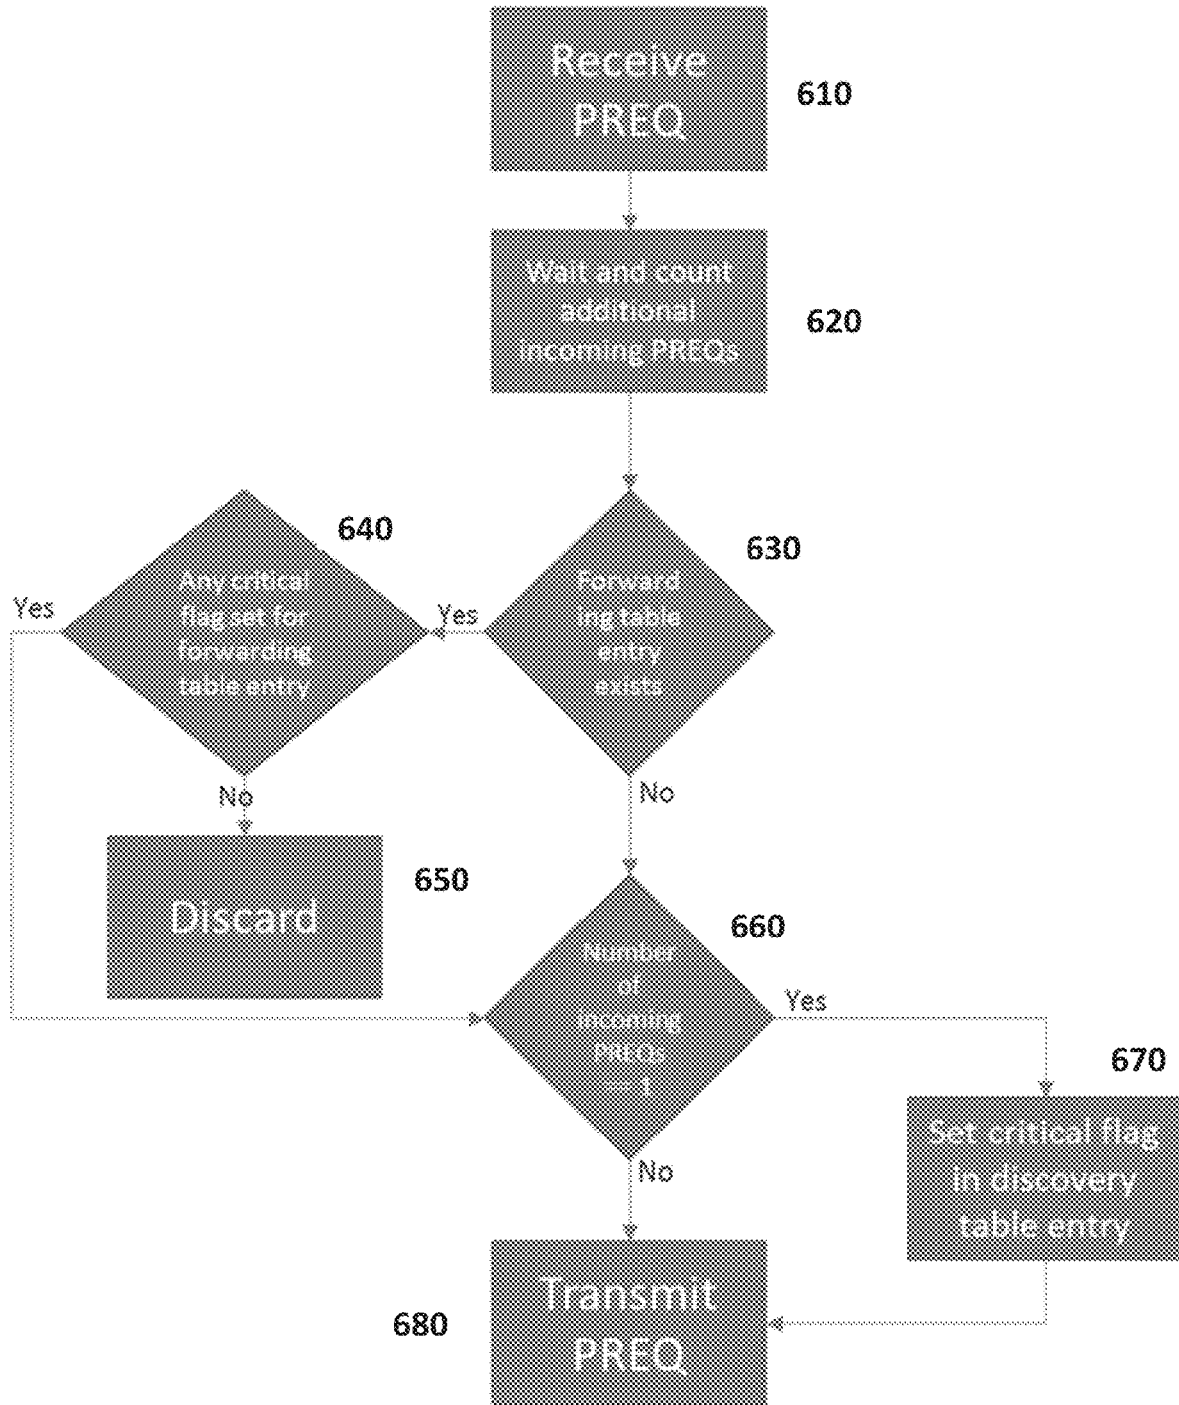 Receive
PREQ
610
Wait and count
additional
incoming PREQs
620
640
630
Any critical
flag set for
forwarding
table entry
Yes
Yes
Forward
ing table
entry
exists
No
No
Discard
650
660
Number
of
incoming
PREQs
== 1
Yes
670
Set critical flag
in discovery
table entry
No
Transmit
PREQ
680